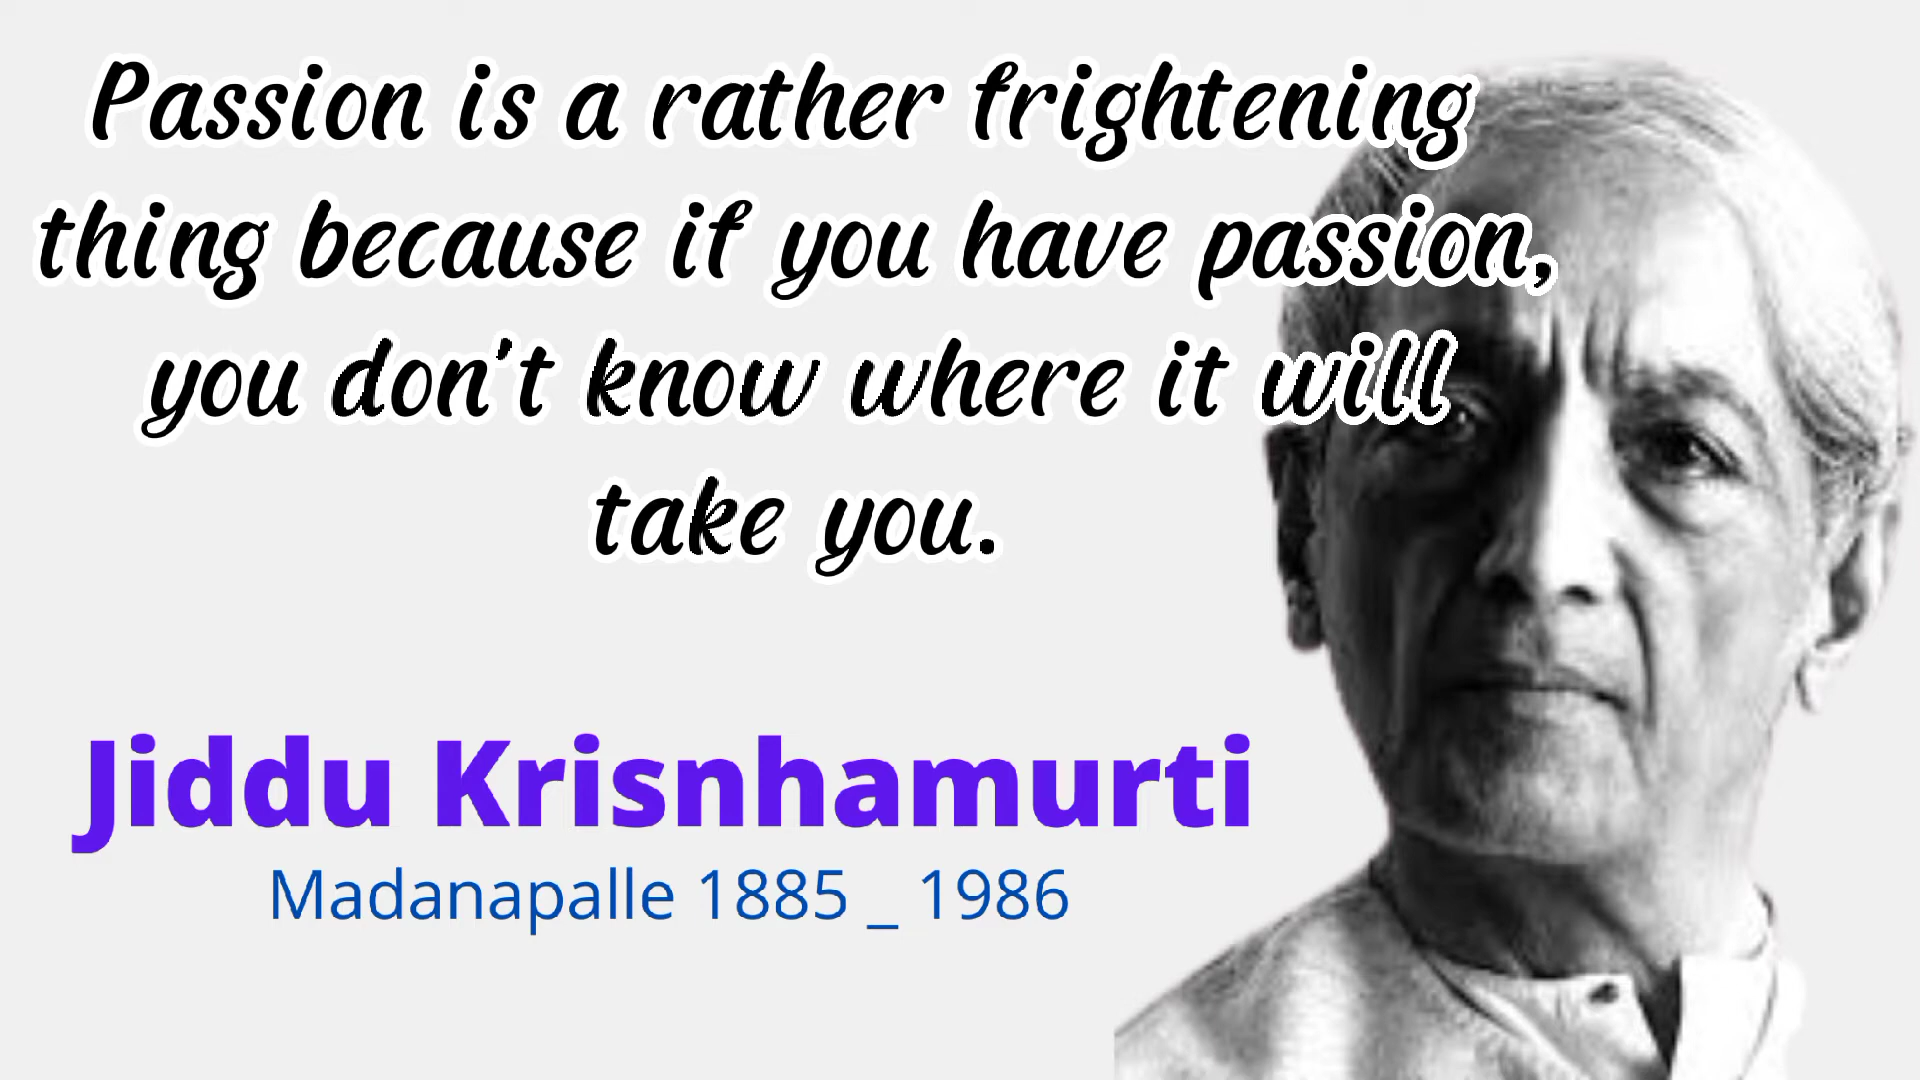 Passion is a rather frightening
thing because if you have passion,
you don't know where it will
take you.
Jiddu Krisnhamurti
Madanapalle 1885 _ 1986